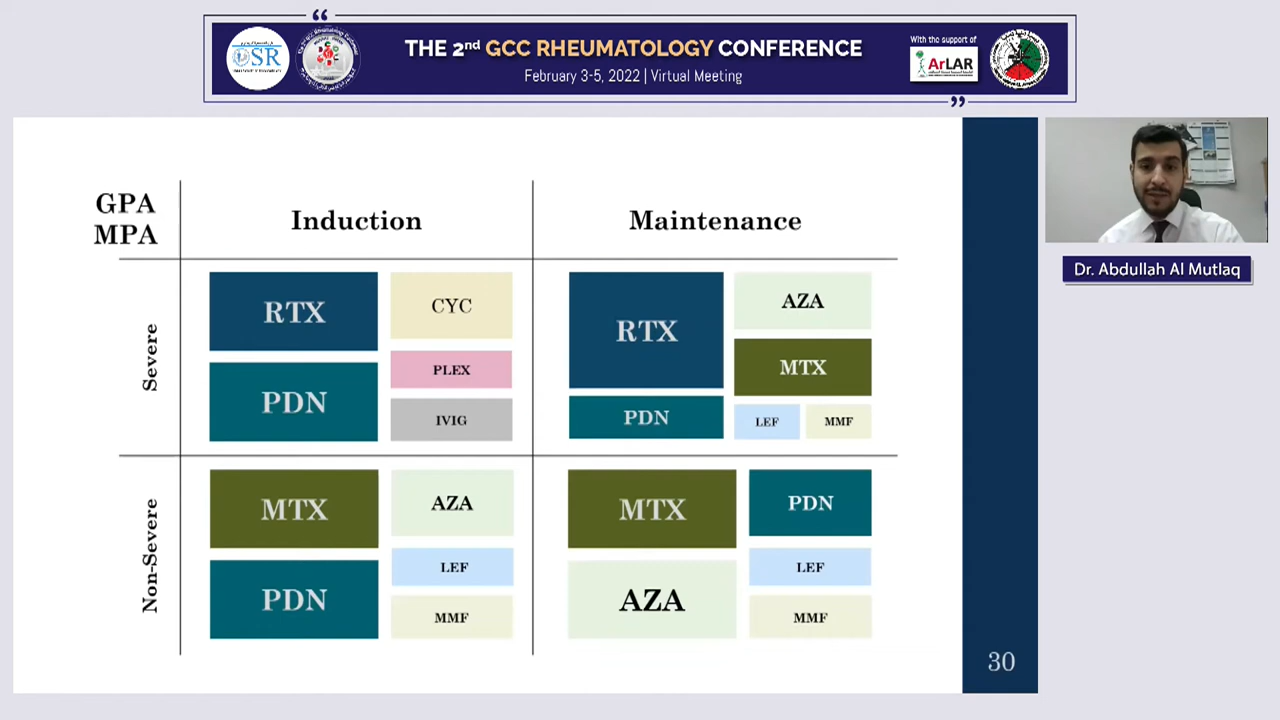 “
OSR
THE 2nd GCC RHEUMATOLOGY CONFERENCE
February 3-5, 2022 | Virtual Meeting
With the support of
ArLAR
”
GPA
MPA
Induction
Maintenance
Severe
RTX
CYC
PDN
PLEX
IVIG
RTX
AZA
MTX
PDN
LEF
MMF
Non-Severe
MTX
AZA
PDN
LEF
MMF
MTX
PDN
AZA
LEF
MMF
30
Dr. Abdullah Al Mutlaq